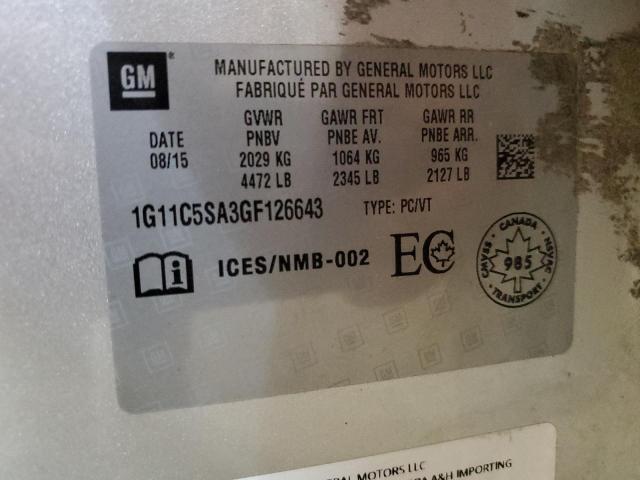 GM
MANUFACTURED BY GENERAL MOTORS LLC
FABRIQUÉ PAR GENERAL MOTORS LLC
GVWR GAWR FRT GAWR RR
DATE PNBV PNBE AV. PNBE ARR.
08/15 2029 KG 1064 KG 965 KG
4472 LB 2345 LB 2127 LB
1G11C5SA3GF126643 TYPE: PC/VT
ICES/NMB-002 EC
CANADA
CMVSS 985 NSVAC
TRANSPORT
GENERAL MOTORS LLC
A&H IMPORTING